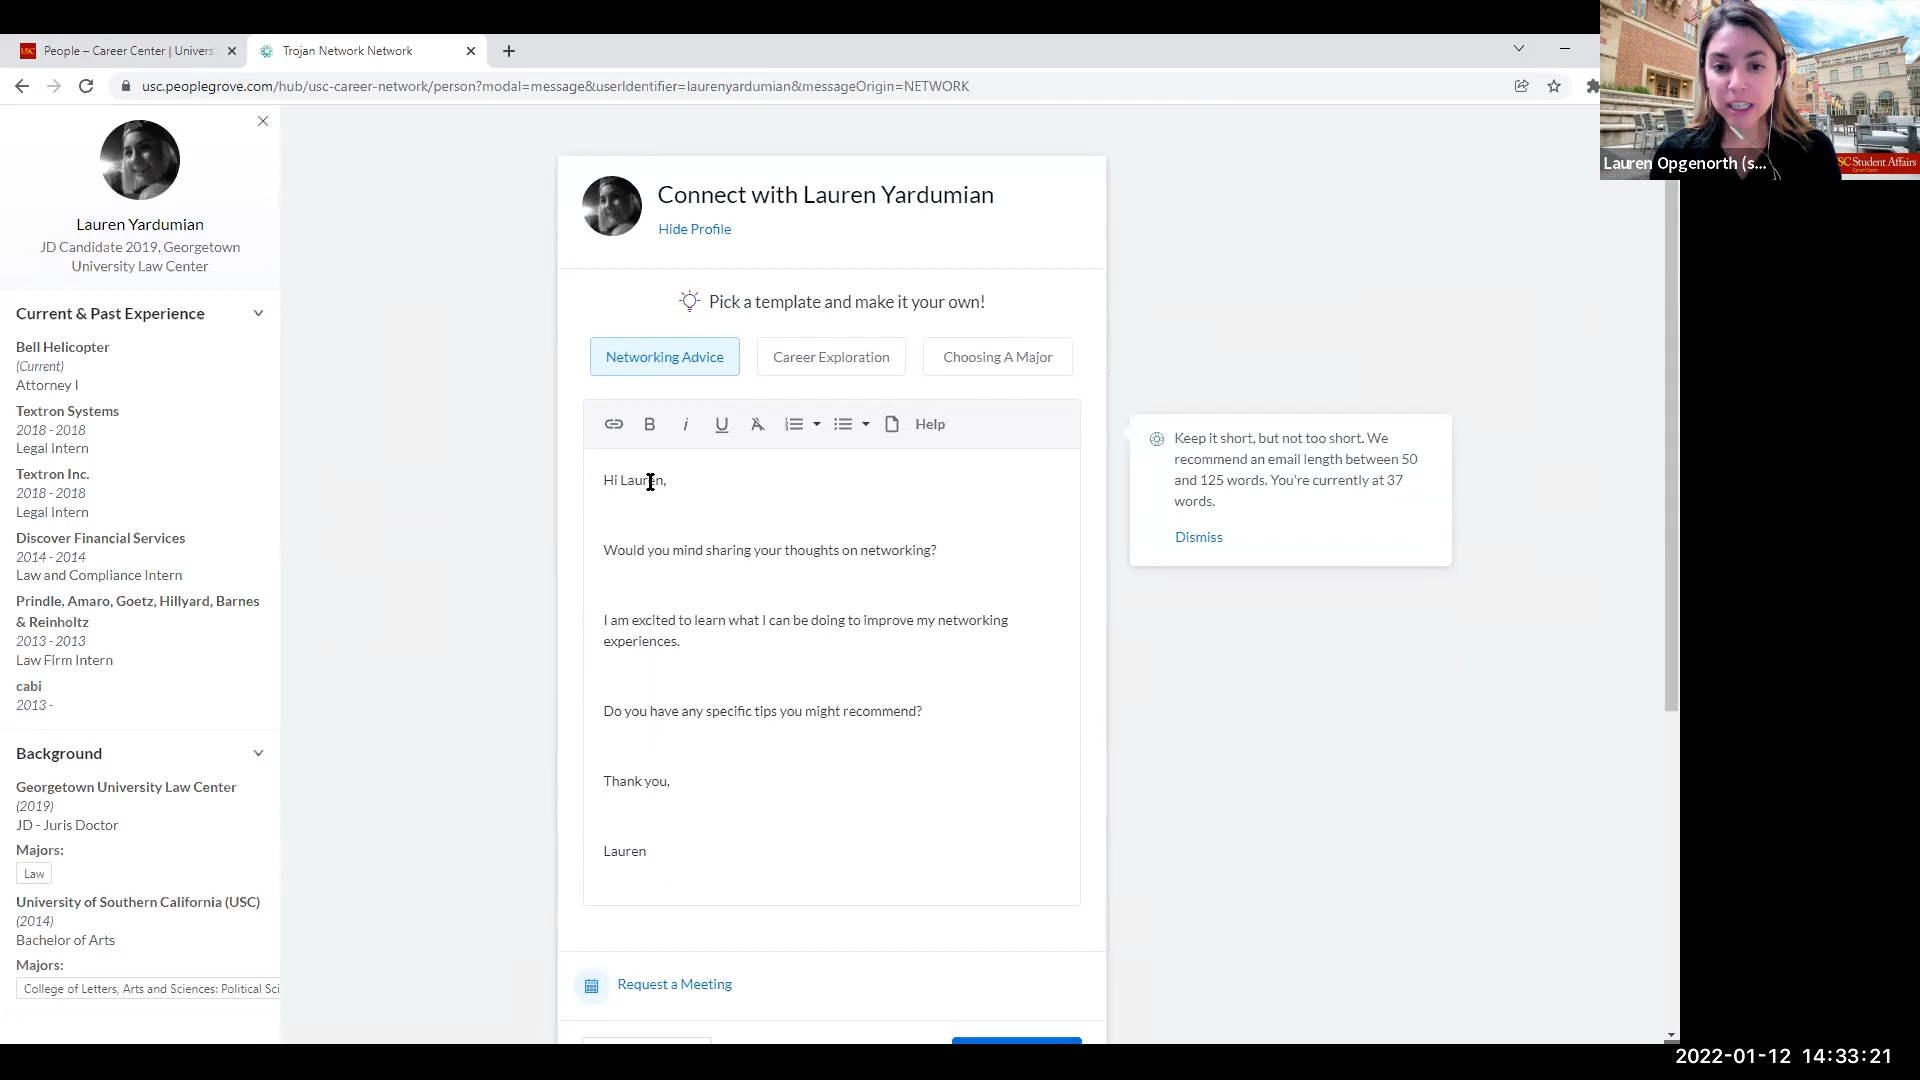 People – Career Center | Univers
Trojan Network Network
usc.peoplegrove.com/hub/usc-career-network/person?modal=message&userIdentifier=laurenyardumian&messageOrigin=NETWORK
Lauren Opgenorth (s...
USC Student Affairs
Career Center
Lauren Yardumian
JD Candidate 2019, Georgetown
University Law Center
Current & Past Experience
Bell Helicopter
(Current)
Attorney I
Textron Systems
2018 - 2018
Legal Intern
Textron Inc.
2018 - 2018
Legal Intern
Discover Financial Services
2014 - 2014
Law and Compliance Intern
Prindle, Amaro, Goetz, Hillyard, Barnes
& Reinholtz
2013 - 2013
Law Firm Intern
cabi
2013 -
Background
Georgetown University Law Center
(2019)
JD - Juris Doctor
Majors:
Law
University of Southern California (USC)
(2014)
Bachelor of Arts
Majors:
College of Letters, Arts and Sciences: Political Sci
Connect with Lauren Yardumian
Hide Profile
Pick a template and make it your own!
Networking Advice
Career Exploration
Choosing A Major
B i U A Help
Hi Lauren,
Would you mind sharing your thoughts on networking?
I am excited to learn what I can be doing to improve my networking
experiences.
Do you have any specific tips you might recommend?
Thank you,
Lauren
Request a Meeting
Keep it short, but not too short. We
recommend an email length between 50
and 125 words. You're currently at 37
words.
Dismiss
2022-01-12 14:33:21